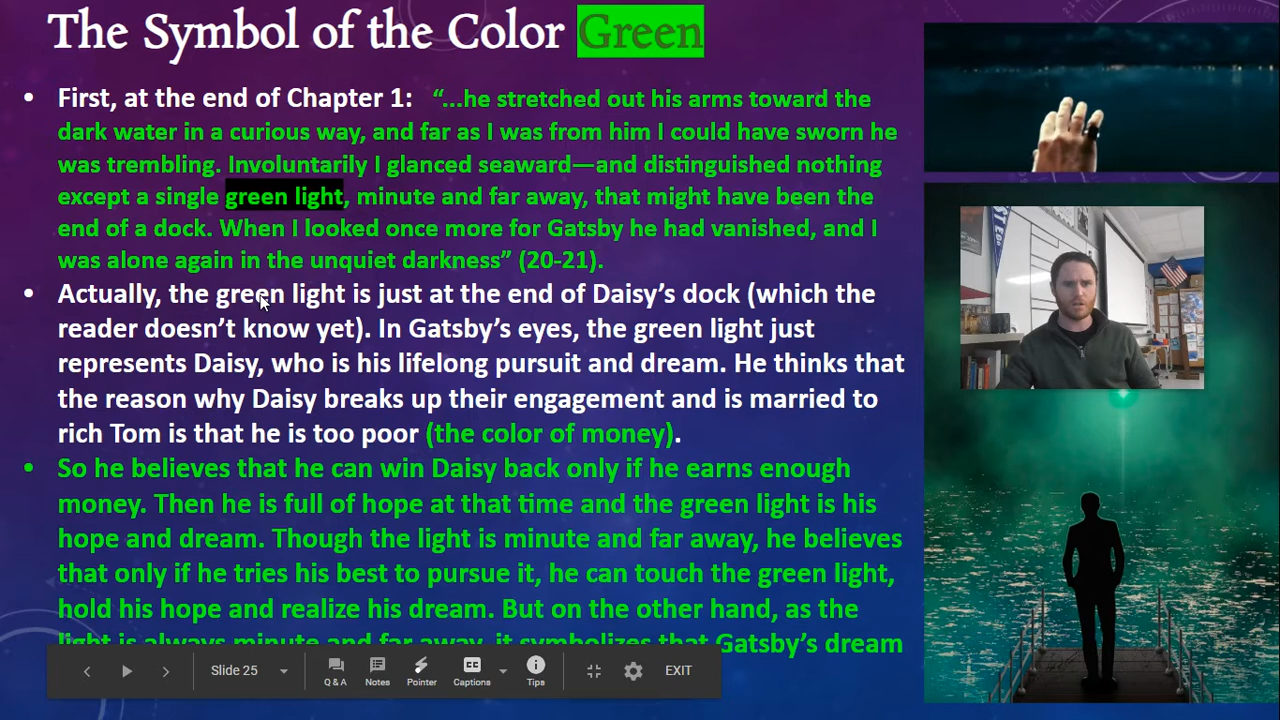 The Symbol of the Color Green
• First, at the end of Chapter 1: “...he stretched out his arms toward the
dark water in a curious way, and far as I was from him I could have sworn he
was trembling. Involuntarily I glanced seaward—and distinguished nothing
except a single green light, minute and far away, that might have been the
end of a dock. When I looked once more for Gatsby he had vanished, and I
was alone again in the unquiet darkness” (20-21).
• Actually, the green light is just at the end of Daisy’s dock (which the
reader doesn’t know yet). In Gatsby’s eyes, the green light just
represents Daisy, who is his lifelong pursuit and dream. He thinks that
the reason why Daisy breaks up their engagement and is married to
rich Tom is that he is too poor (the color of money).
• So he believes that he can win Daisy back only if he earns enough
money. Then he is full of hope at that time and the green light is his
hope and dream. Though the light is minute and far away, he believes
that only if he tries his best to pursue it, he can touch the green light,
hold his hope and realize his dream. But on the other hand, as the
light is always minute and far away, it symbolizes that Gatsby’s dream
Slide 25
Q & A
Notes
Pointer
Captions
Tips
EXIT